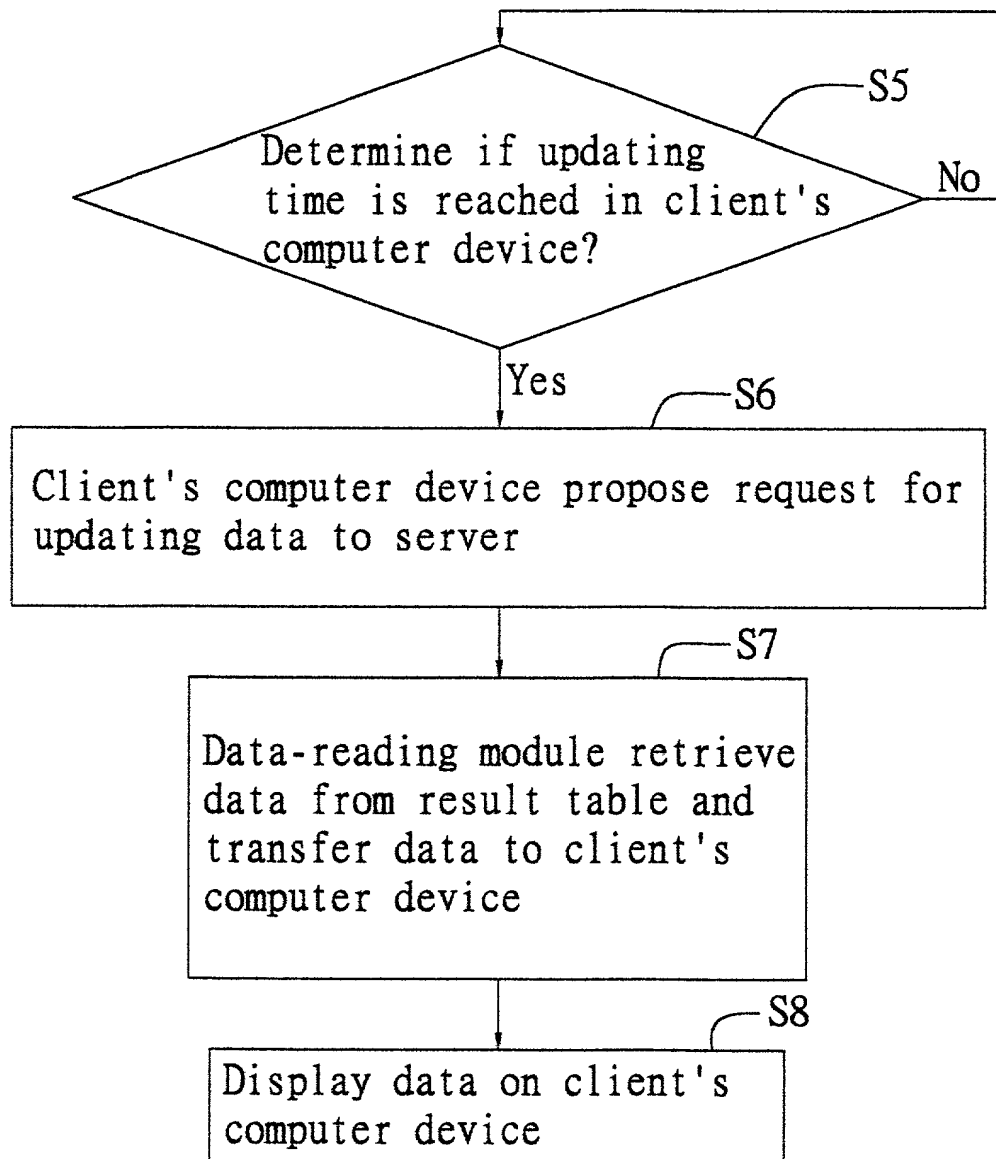 S5
Determine if updating
time is reached in client's
computer device?
No
Yes
S6
Client's computer device propose request for
updating data to server
S7
Data-reading module retrieve
data from result table and
transfer data to client's
computer device
S8
Display data on client's
computer device